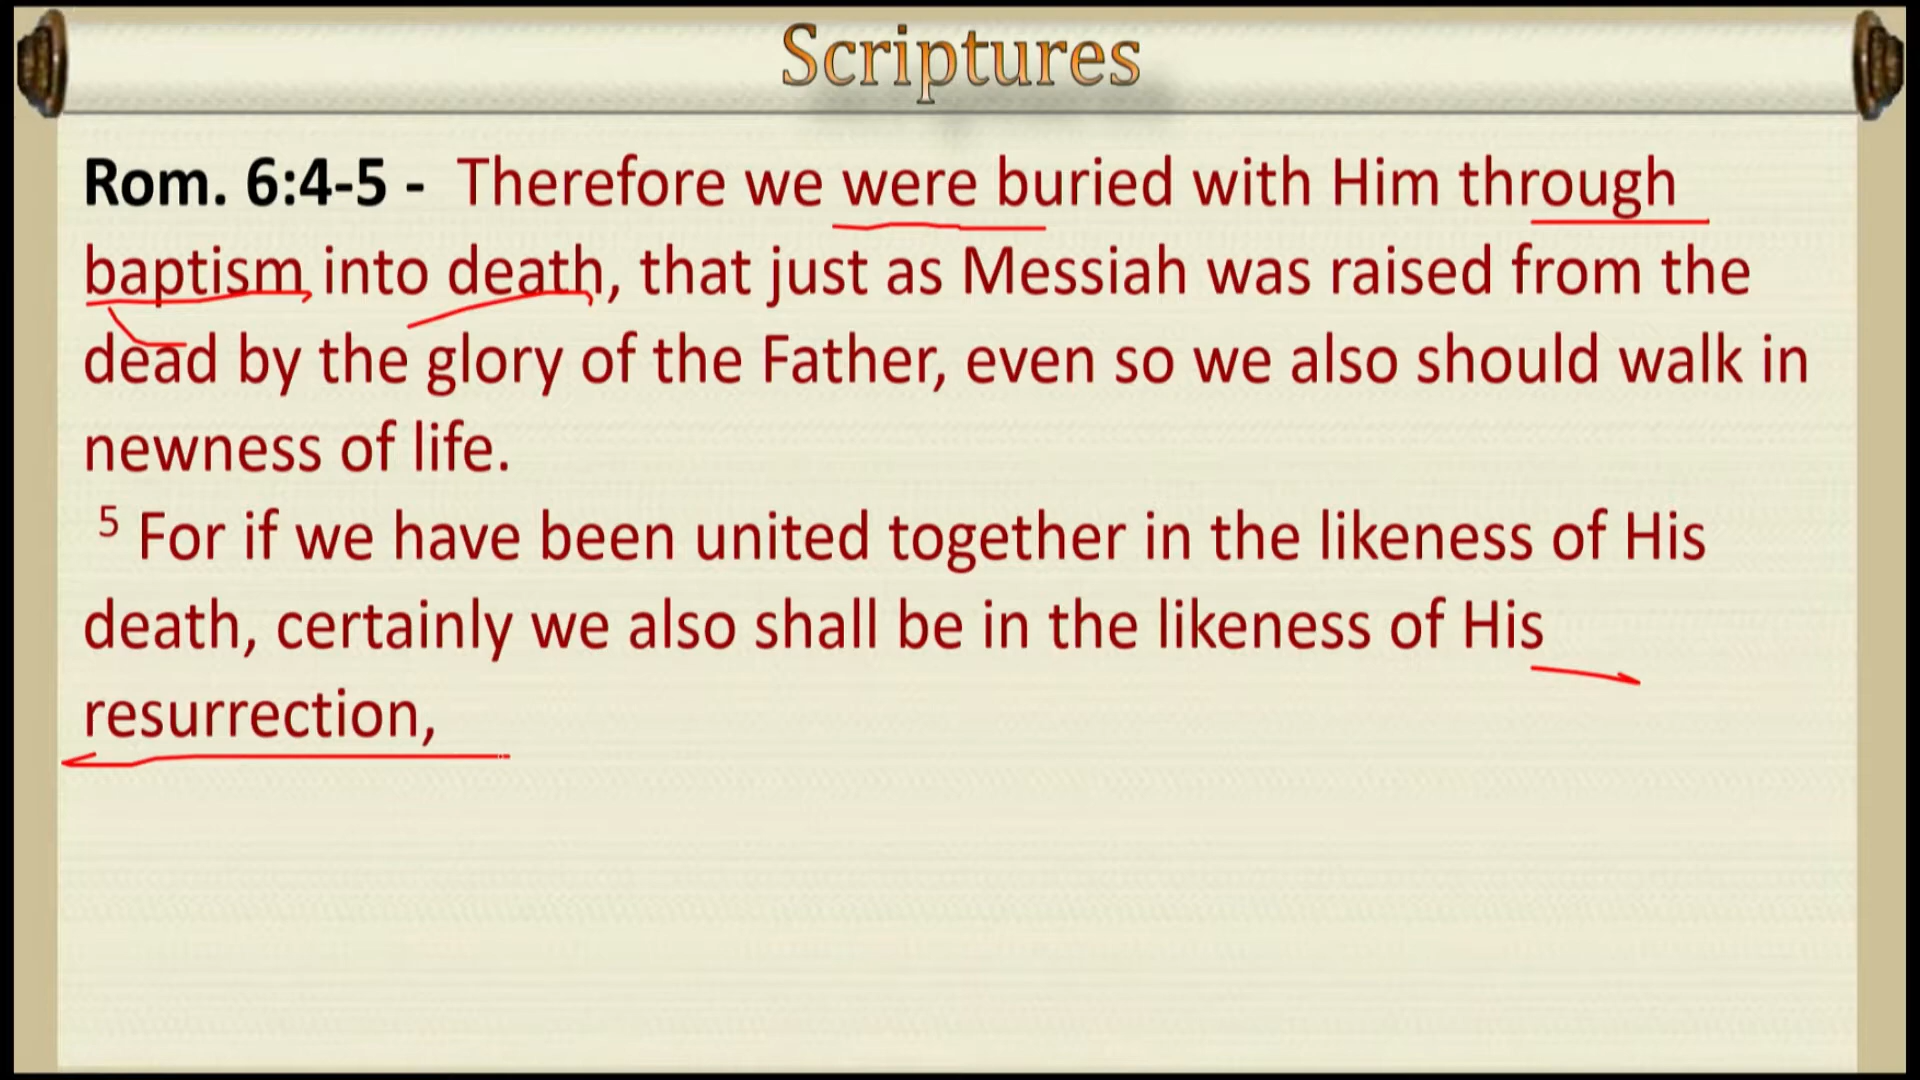 Scriptures
Rom. 6:4-5 - Therefore we were buried with Him through
baptism into death, that just as Messiah was raised from the
dead by the glory of the Father, even so we also should walk in
newness of life.
5 For if we have been united together in the likeness of His
death, certainly we also shall be in the likeness of His
resurrection,